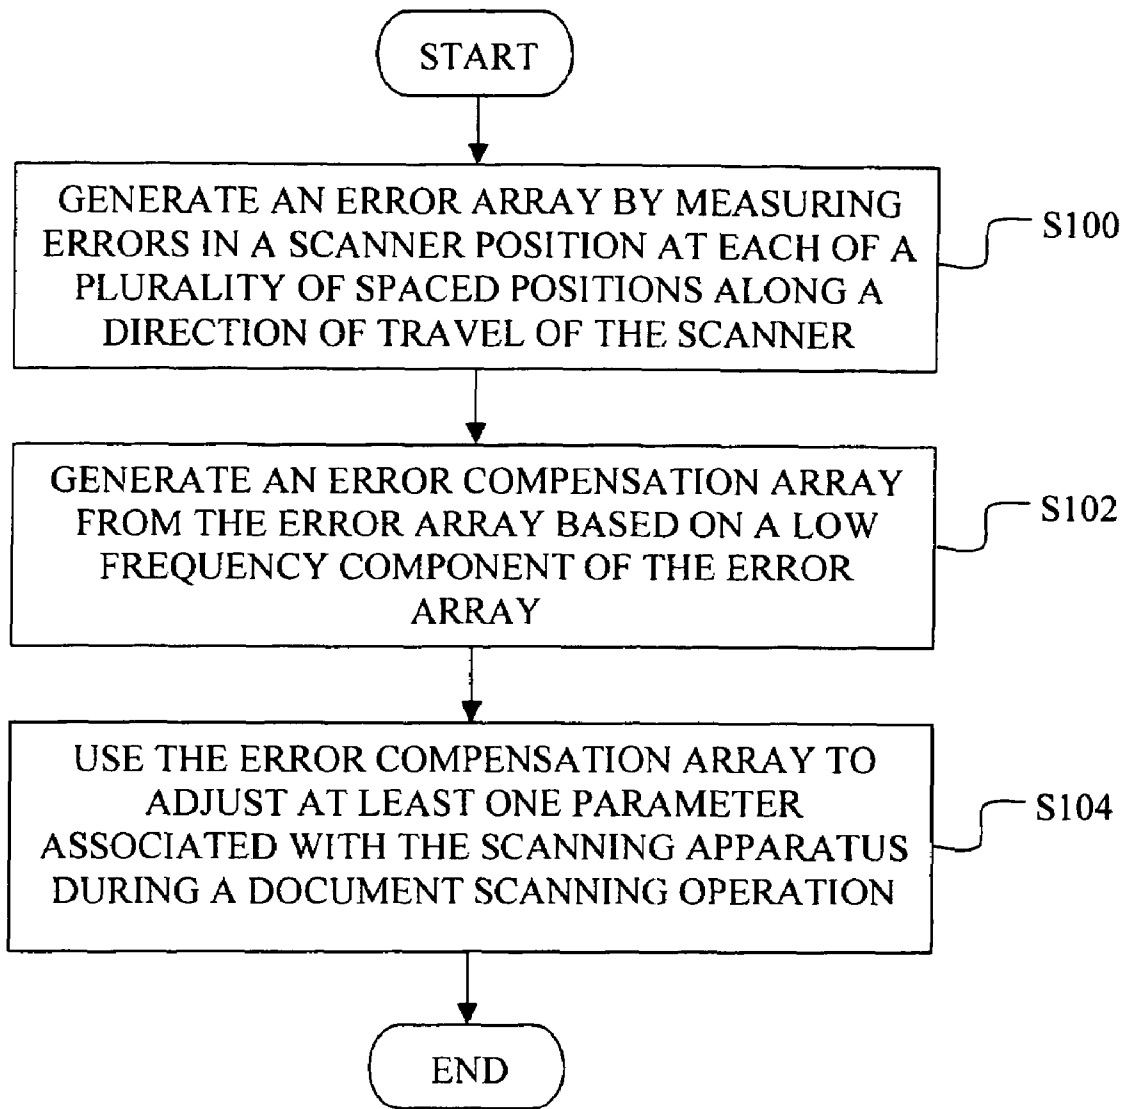 START
GENERATE AN ERROR ARRAY BY MEASURING
ERRORS IN A SCANNER POSITION AT EACH OF A
PLURALITY OF SPACED POSITIONS ALONG A
DIRECTION OF TRAVEL OF THE SCANNER
S100
GENERATE AN ERROR COMPENSATION ARRAY
FROM THE ERROR ARRAY BASED ON A LOW
FREQUENCY COMPONENT OF THE ERROR
ARRAY
S102
USE THE ERROR COMPENSATION ARRAY TO
ADJUST AT LEAST ONE PARAMETER
ASSOCIATED WITH THE SCANNING APPARATUS
DURING A DOCUMENT SCANNING OPERATION
S104
END